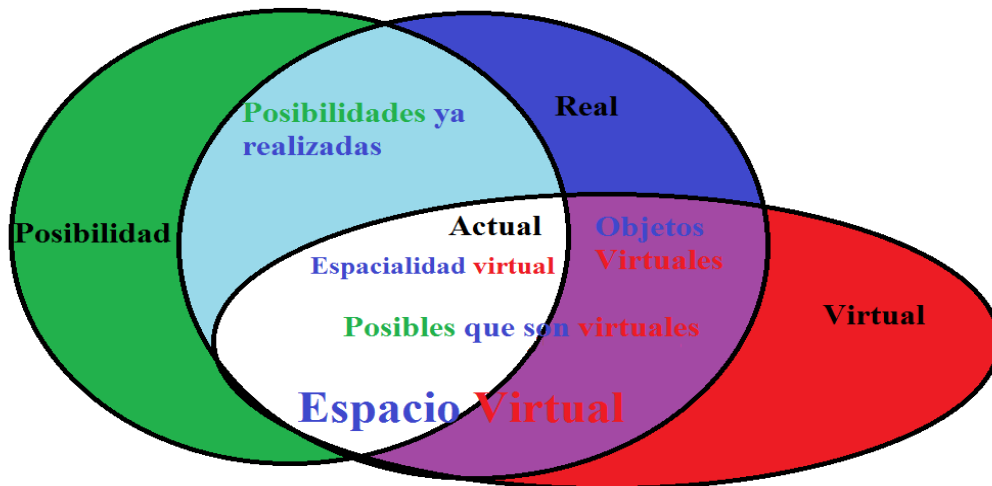 Posibilidades ya
realizadas
Real
Posibilidad
Actual
Objetos
Virtuales
Espacialidad virtual
Virtual
Posibles que son virtuales
Espacio Virtual